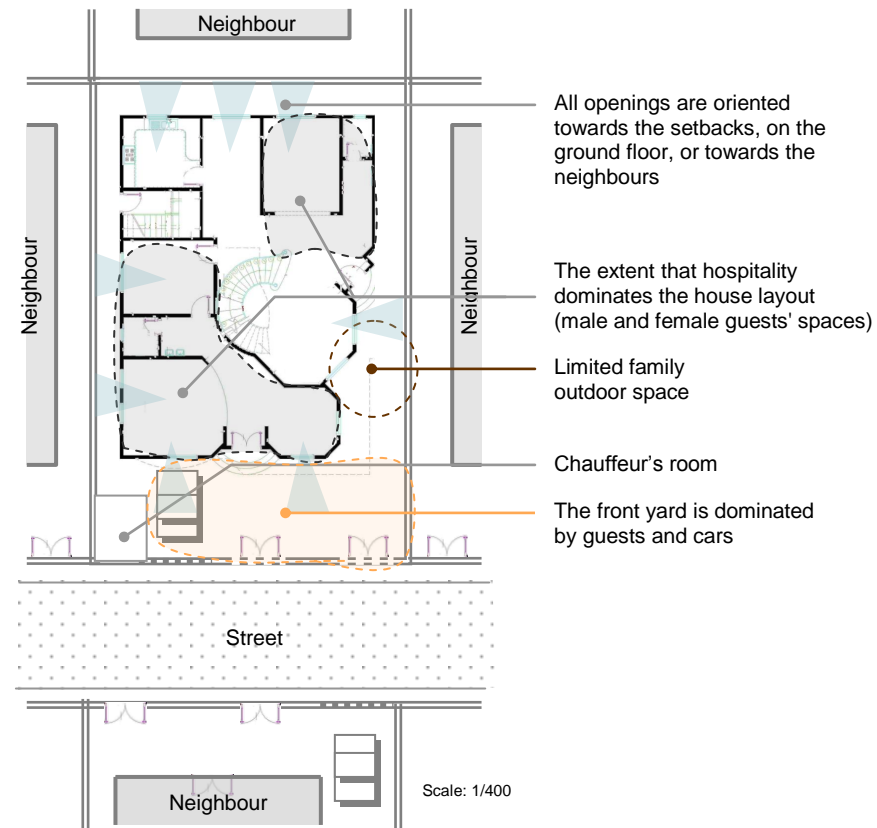 Neighbour
All openings are oriented
towards the setbacks, on the
ground floor, or towards the
neighbours
Neighbour
Neighbour
The extent that hospitality
dominates the house layout
(male and female guests' spaces)
Limited family
outdoor space
Chauffeur's room
The front yard is dominated
by guests and cars
Street
Neighbour
Scale: 1/400